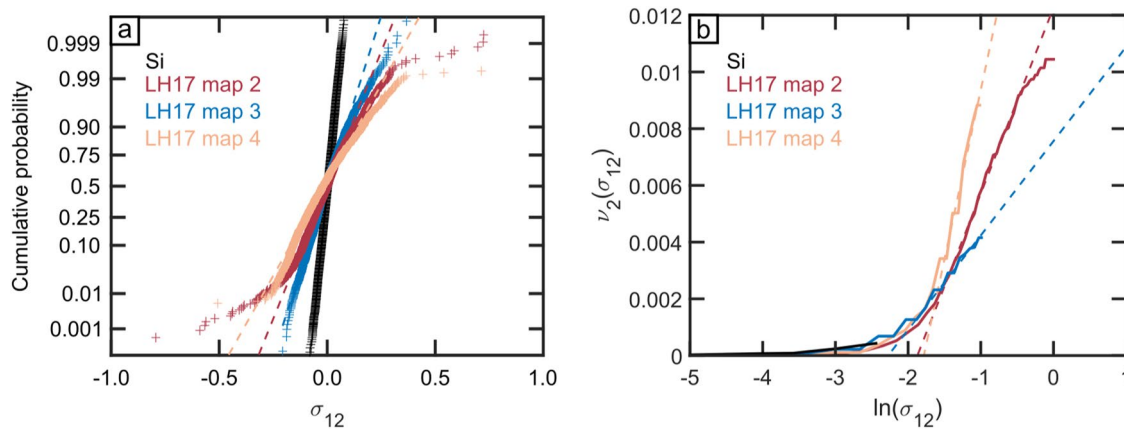 a
Si
LH17 map 2
LH17 map 3
LH17 map 4
Cumulative probability
0.999
0.99
0.90
0.75
0.5
0.25
0.10
0.01
0.001
-1.0 -0.5 0.0 0.5 1.0
σ12
b
Si
LH17 map 2
LH17 map 3
LH17 map 4
ν2(σ12)
0.012
0.010
0.008
0.006
0.004
0.002
0
-5 -4 -3 -2 -1 0 1
ln(σ12)